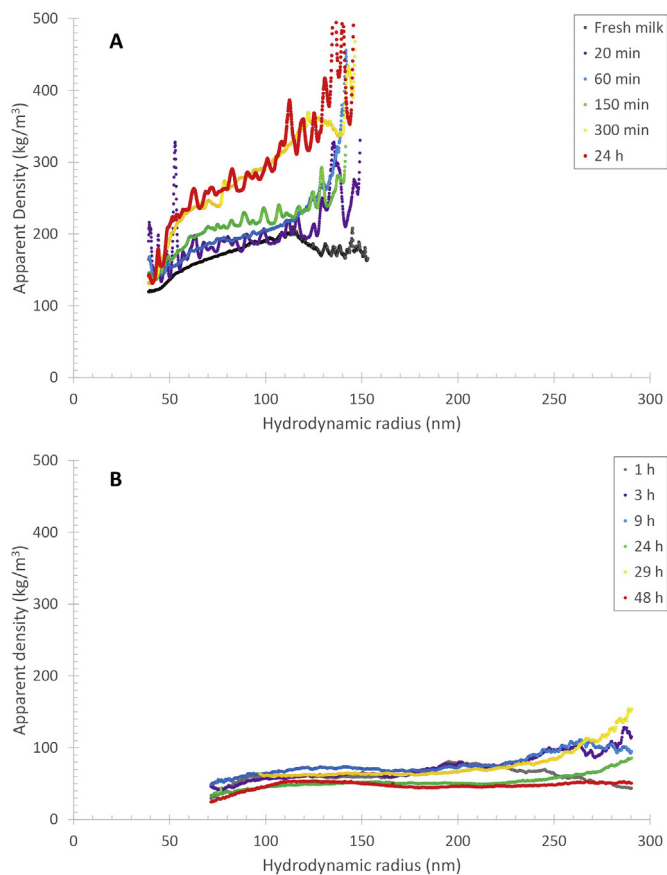 A
Fresh milk
20 min
60 min
150 min
300 min
24 h
500
400
300
200
100
0
Apparent Density (kg/m³)
0 50 100 150 200 250 300
Hydrodynamic radius (nm)
B
1 h
3 h
9 h
24 h
29 h
48 h
500
400
300
200
100
0
Apparent density (kg/m³)
0 50 100 150 200 250 300
Hydrodynamic radius (nm)